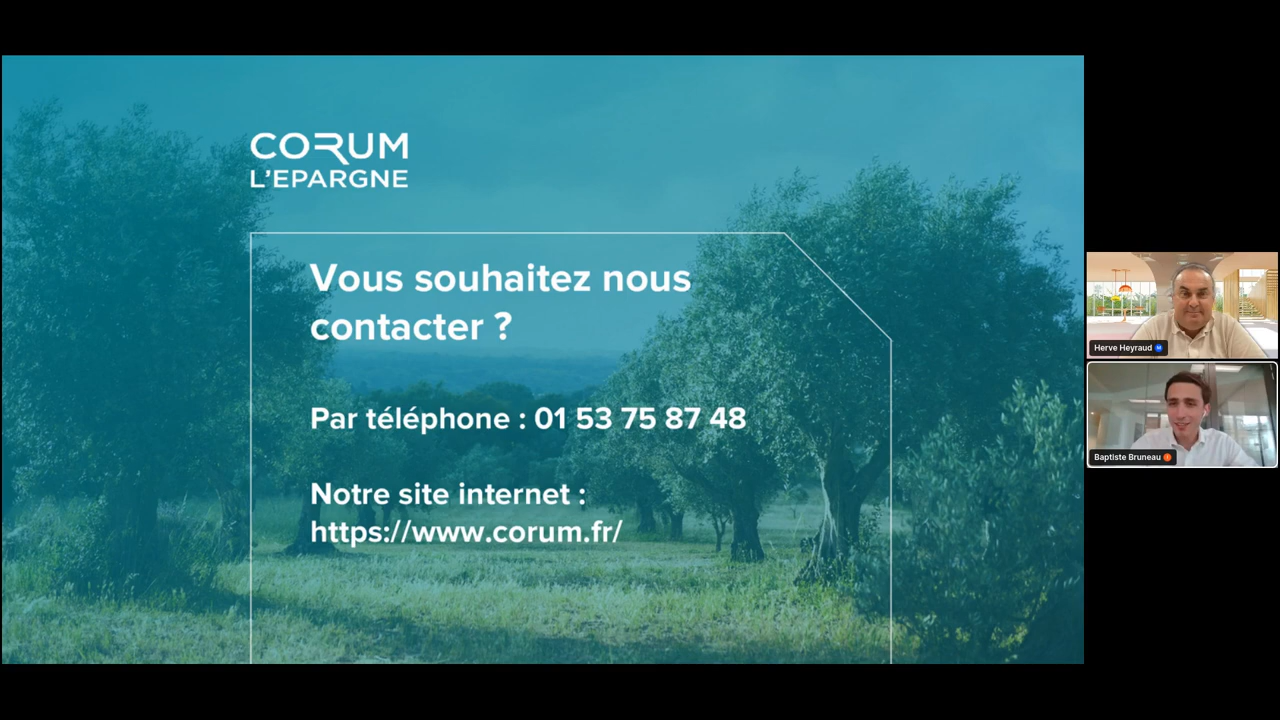 CORUM
L'EPARGNE
Vous souhaitez nous
contacter ?
Par téléphone : 01 53 75 87 48
Notre site internet :
https://www.corum.fr/
Herve Heyraud
Baptiste Bruneau